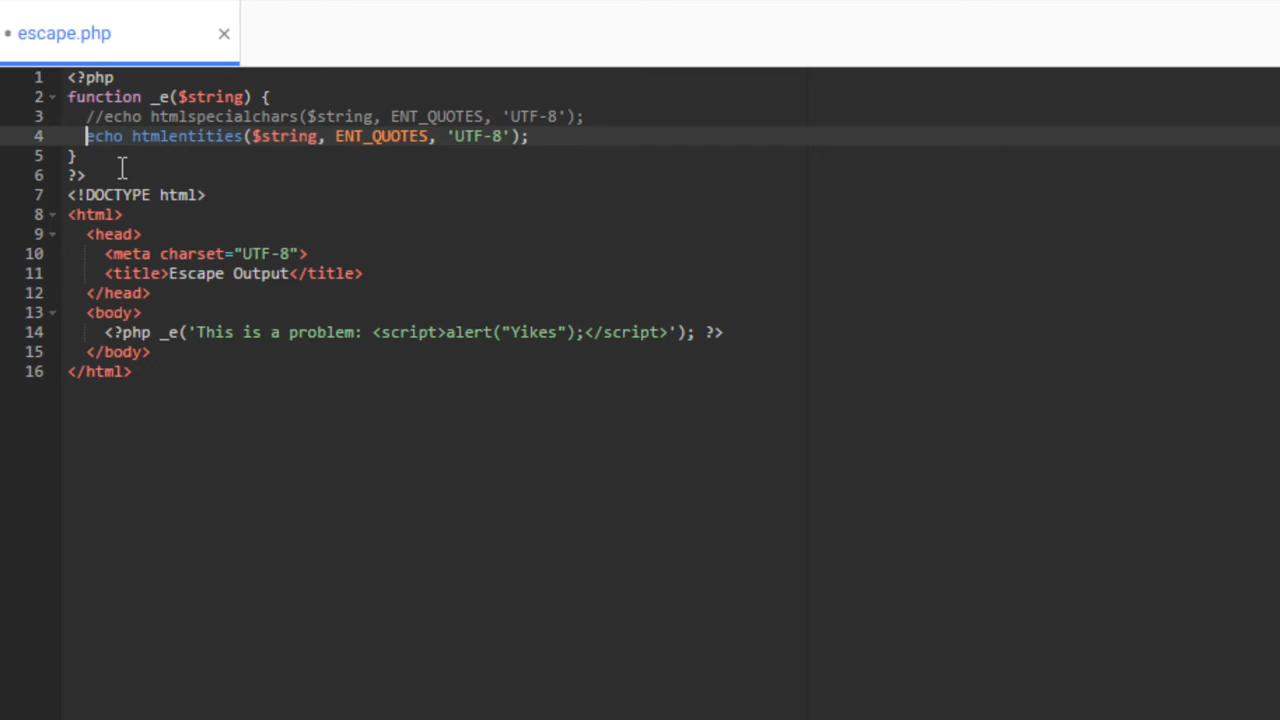 escape.php
1 <?php
2 function _e($string) {
3 //echo htmlspecialchars($string, ENT_QUOTES, 'UTF-8');
4 echo htmlentities($string, ENT_QUOTES, 'UTF-8');
5 }
6 ?>
7 <!DOCTYPE html>
8 <html>
9 <head>
10 <meta charset="UTF-8">
11 <title>Escape Output</title>
12 </head>
13 <body>
14 <?php _e('This is a problem: <script>alert("Yikes");</script>'); ?>
15 </body>
16 </html>